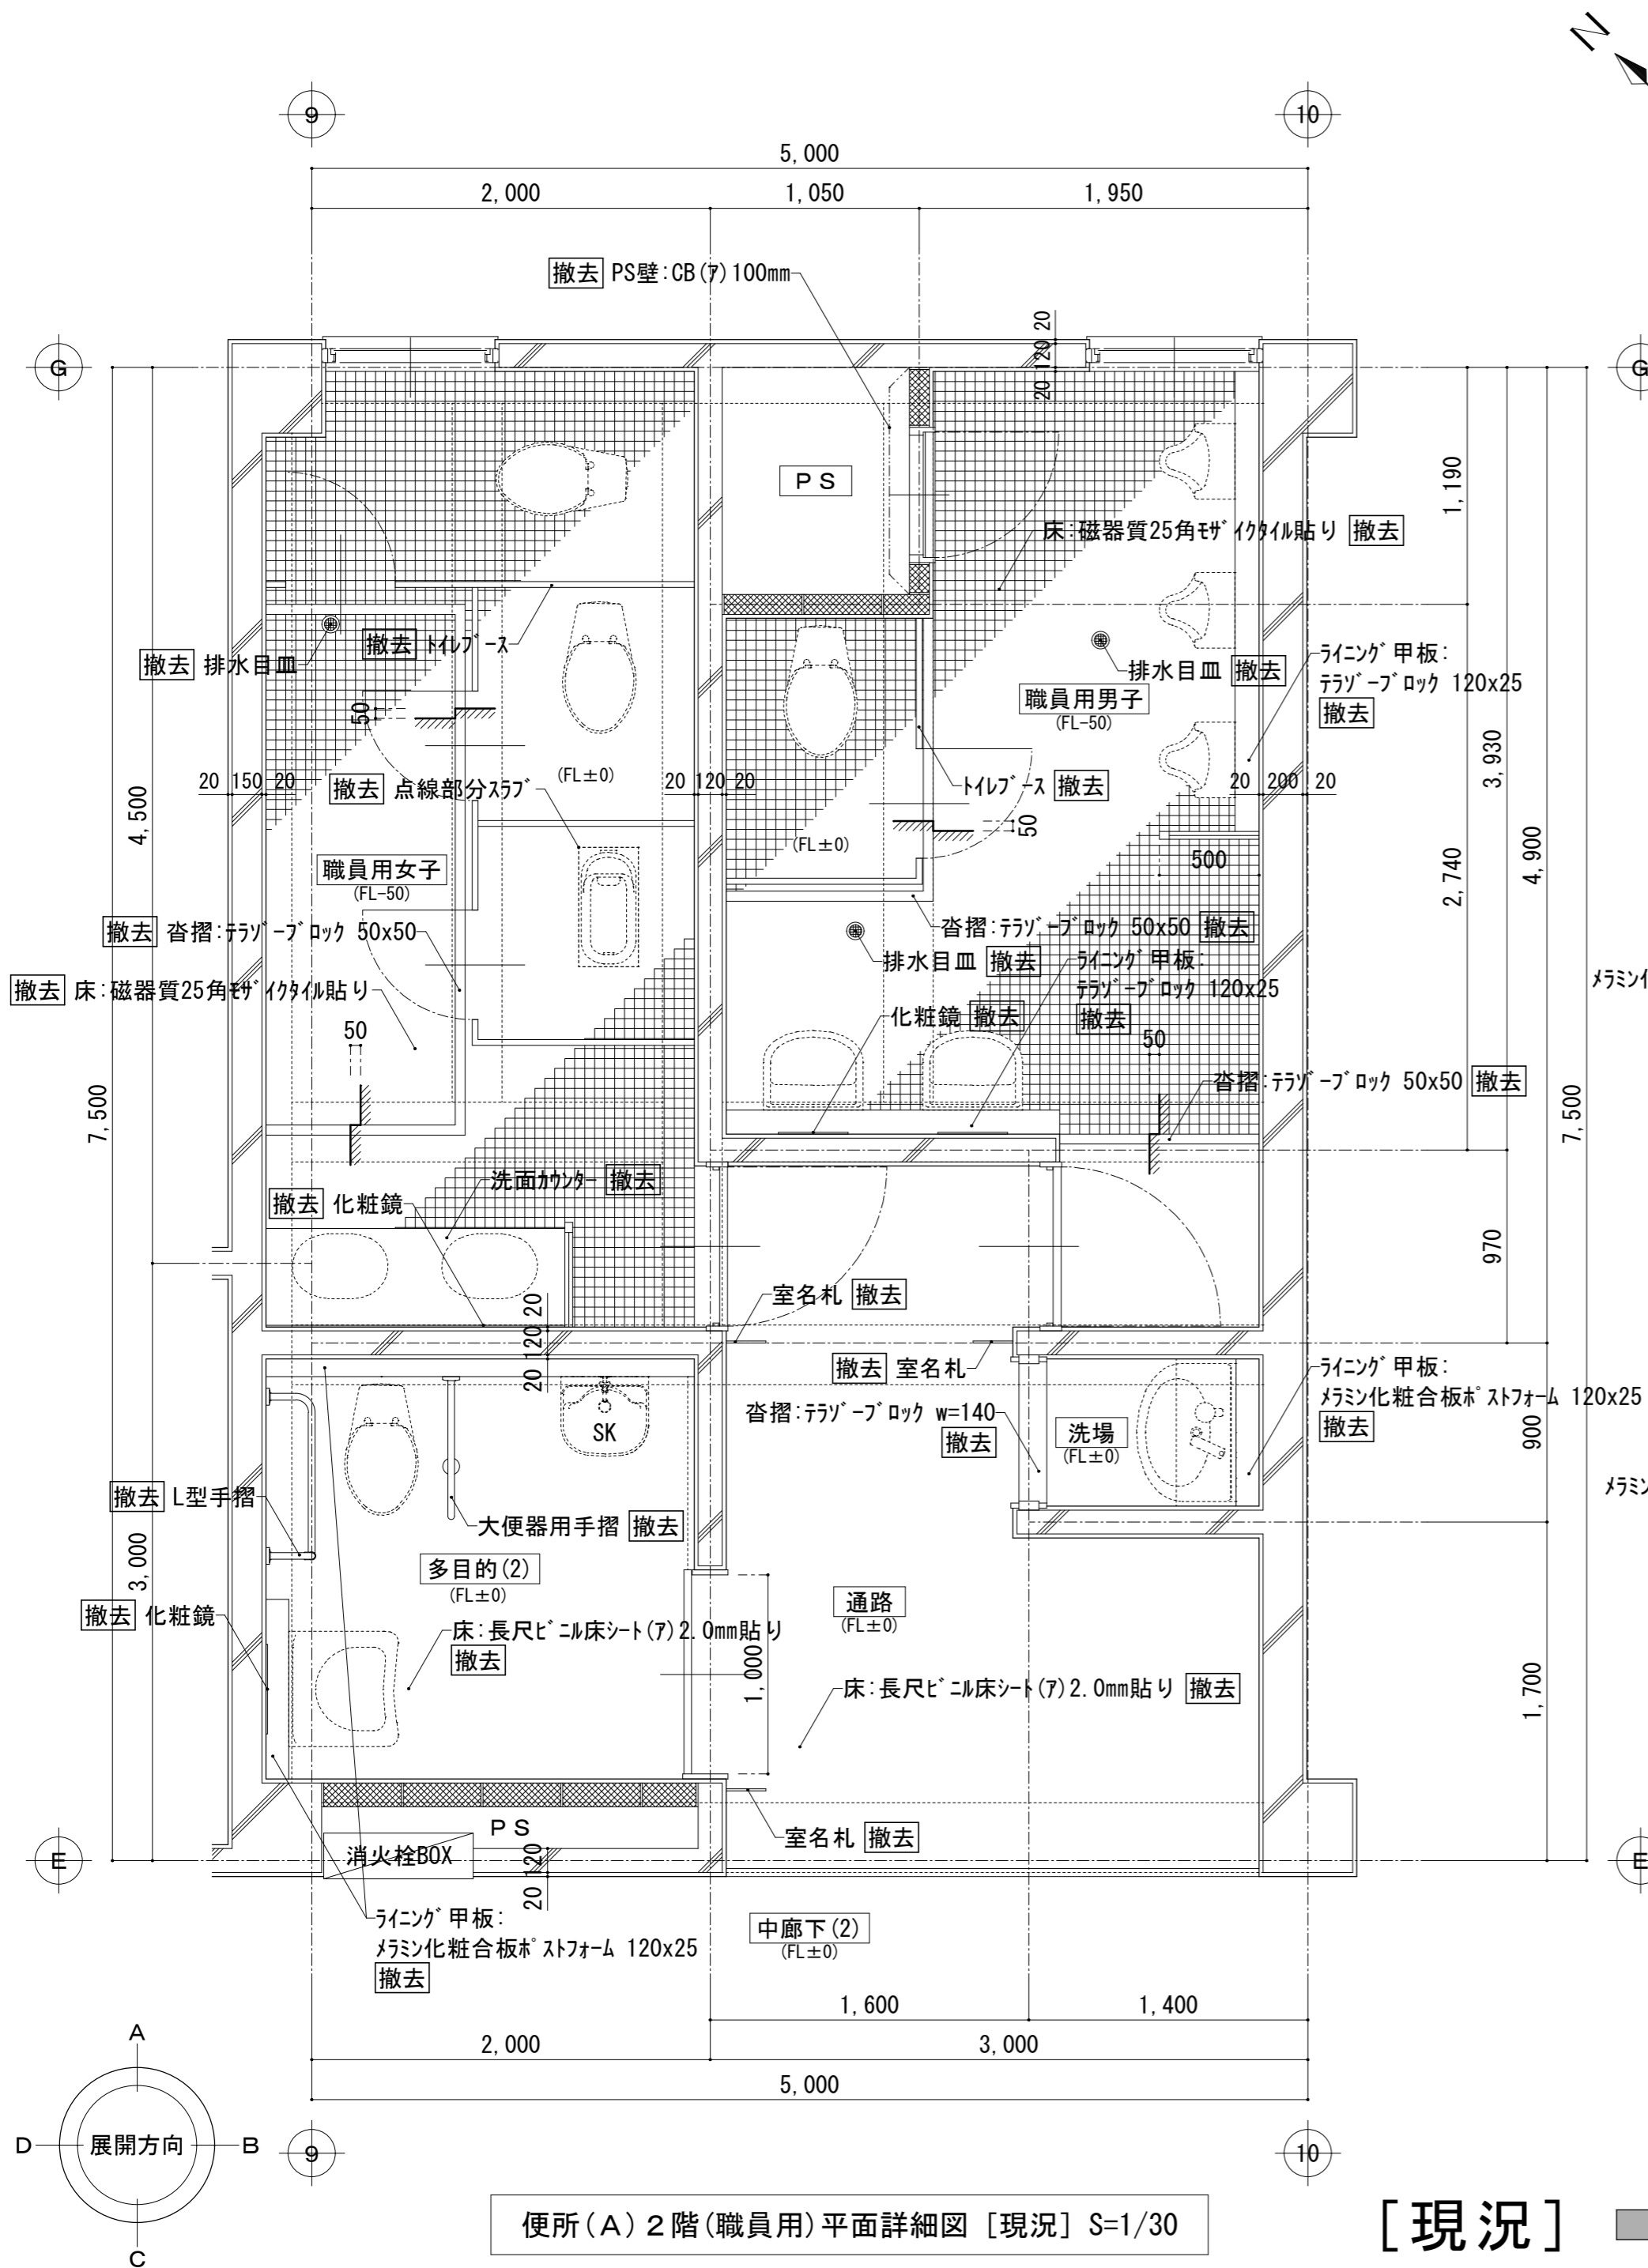 N
9
10
5,000
2,000
1,050
1,950
撤去 PS壁:CB(ア)100mm
20
120
20
G
G
PS
1,190
床:磁器質25角モザイクタイル貼り 撤去
撤去 トイレブース
撤去 排水目皿
排水目皿 撤去
ライニング甲板:
テラゾーブロック 120x25
撤去
職員用男子
(FL-50)
50
3,930
(FL±0)
20 150 20
撤去 点線部分スラブ
20 120 20
トイレブース 撤去
20 200 20
4,500
50
(FL±0)
500
4,900
2,740
職員用女子
(FL-50)
撤去 沓摺:テラゾーブロック 50x50
沓摺:テラゾーブロック 50x50 撤去
排水目皿 撤去
ライニング甲板:
テラゾーブロック 120x25
撤去
撤去 床:磁器質25角モザイクタイル貼り
メラミン化
化粧鏡 撤去
50
50
沓摺:テラゾーブロック 50x50 撤去
7,500
7,500
洗面カウンター 撤去
撤去 化粧鏡
970
室名札 撤去
20
120
20
撤去 室名札
ライニング甲板:
メラミン化粧合板ポストフォーム 120x25
撤去
沓摺:テラゾーブロック w=140
撤去
洗場
(FL±0)
900
SK
メラミン
撤去 L型手摺
大便器用手摺 撤去
3,000
多目的(2)
(FL±0)
通路
(FL±0)
撤去 化粧鏡
床:長尺ビニル床シート(ア)2.0mm貼り
撤去
1,000
床:長尺ビニル床シート(ア)2.0mm貼り 撤去
1,700
PS
室名札 撤去
消火栓BOX
120
20
E
E
ライニング甲板:
メラミン化粧合板ポストフォーム 120x25
撤去
中廊下(2)
(FL±0)
1,600
1,400
2,000
3,000
5,000
A
D
展開方向
B
C
9
10
便所(A)2階(職員用)平面詳細図 [現況] S=1/30
[現況]